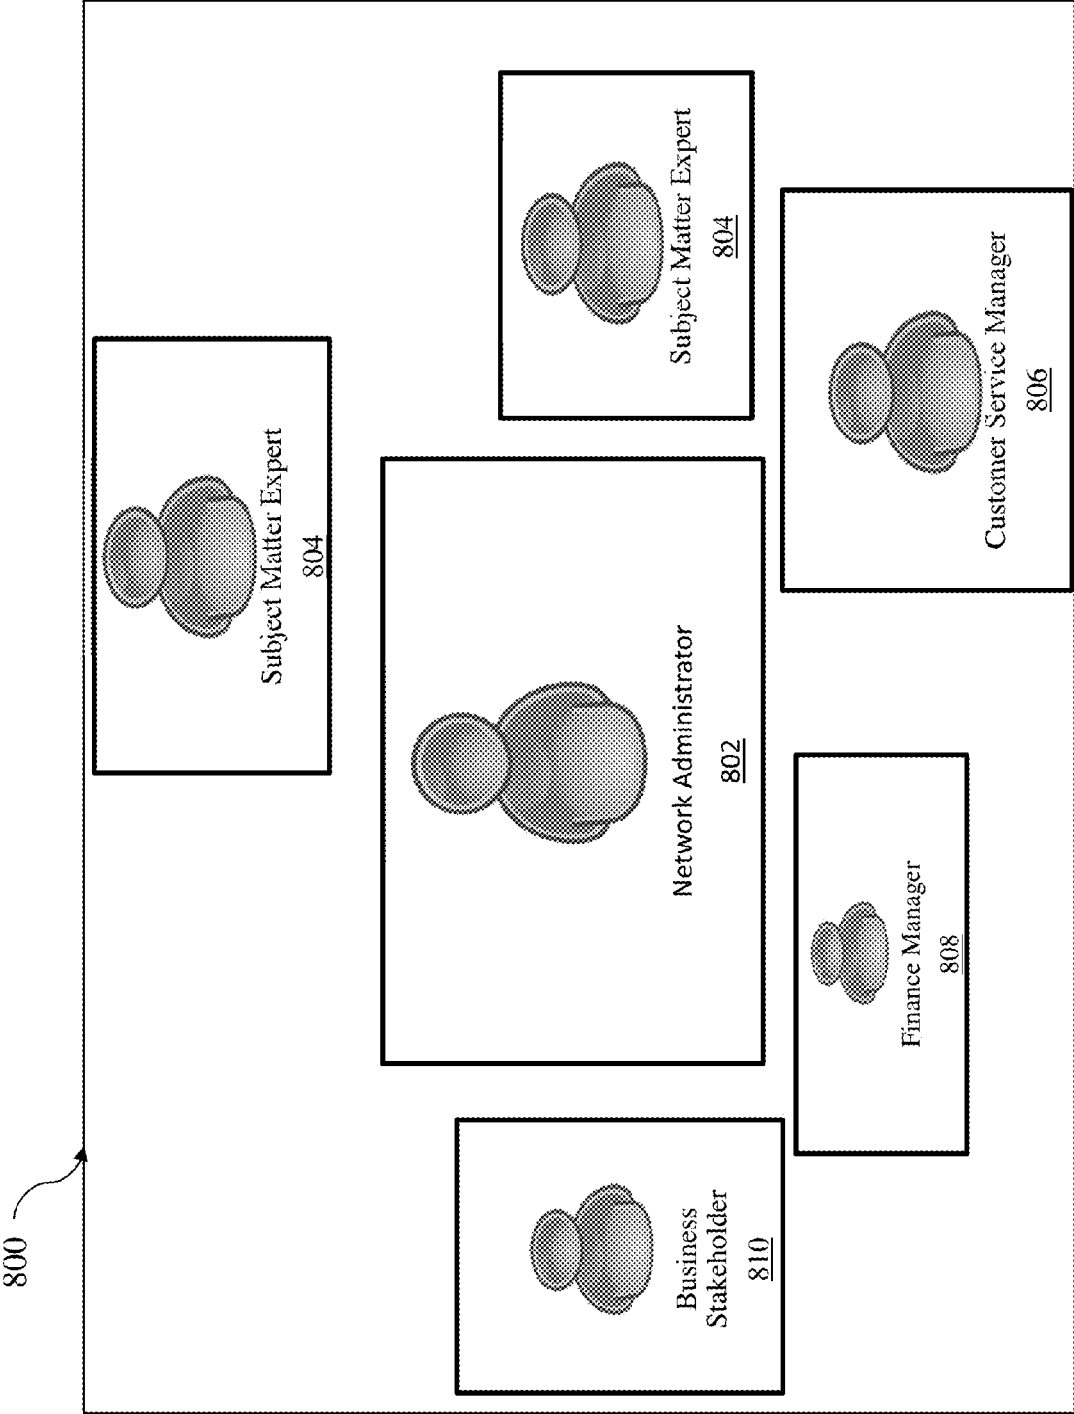 800
Subject Matter Expert
804
Subject Matter Expert
804
Network Administrator
802
Customer Service Manager
806
Finance Manager
808
Business
Stakeholder
810